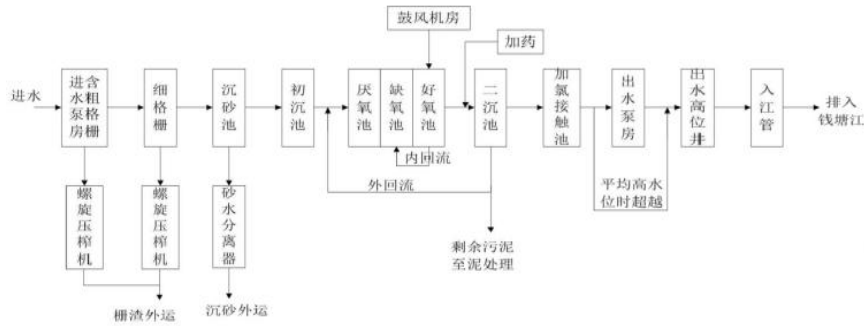 鼓风机房
加药
进水
进水泵房
含粗格栅
细格栅
沉砂池
初沉池
厌氧池
缺氧池
好氧池
二沉池
加氯接触池
出水泵房
出水高位井
入江管
排入
钱塘江
内回流
外回流
平均高水
位时超越
螺旋压榨机
螺旋压榨机
砂水分离器
剩余污泥
至泥处理
栅渣外运
沉砂外运